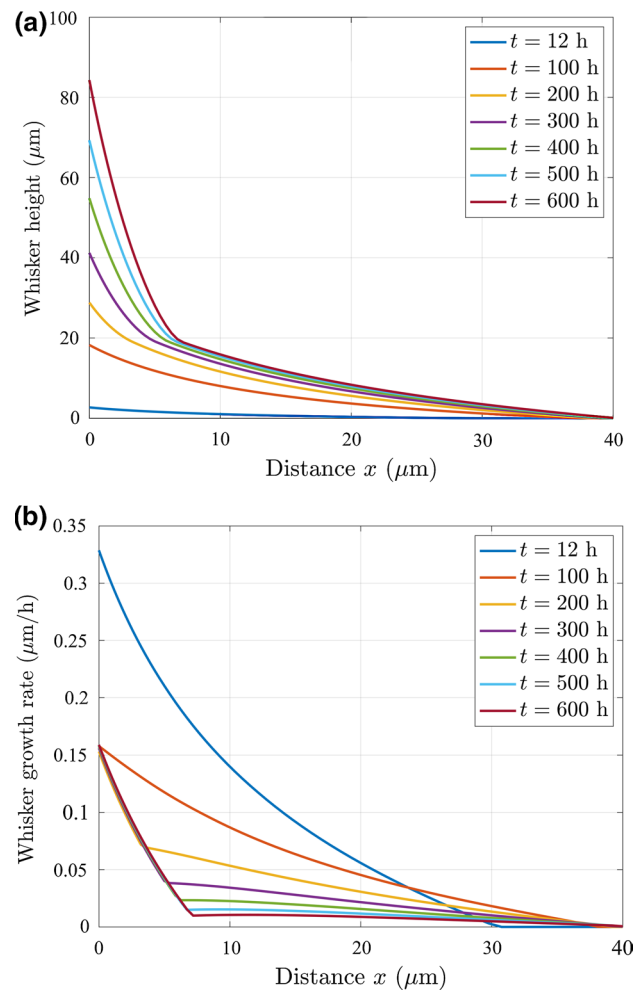 (a)
100
80
60
40
20
0
Whisker height (μm)
t = 12 h
t = 100 h
t = 200 h
t = 300 h
t = 400 h
t = 500 h
t = 600 h
0 10 20 30 40
Distance x (μm)
(b)
0.35
0.3
0.25
0.2
0.15
0.1
0.05
0
Whisker growth rate (μm/h)
t = 12 h
t = 100 h
t = 200 h
t = 300 h
t = 400 h
t = 500 h
t = 600 h
0 10 20 30 40
Distance x (μm)